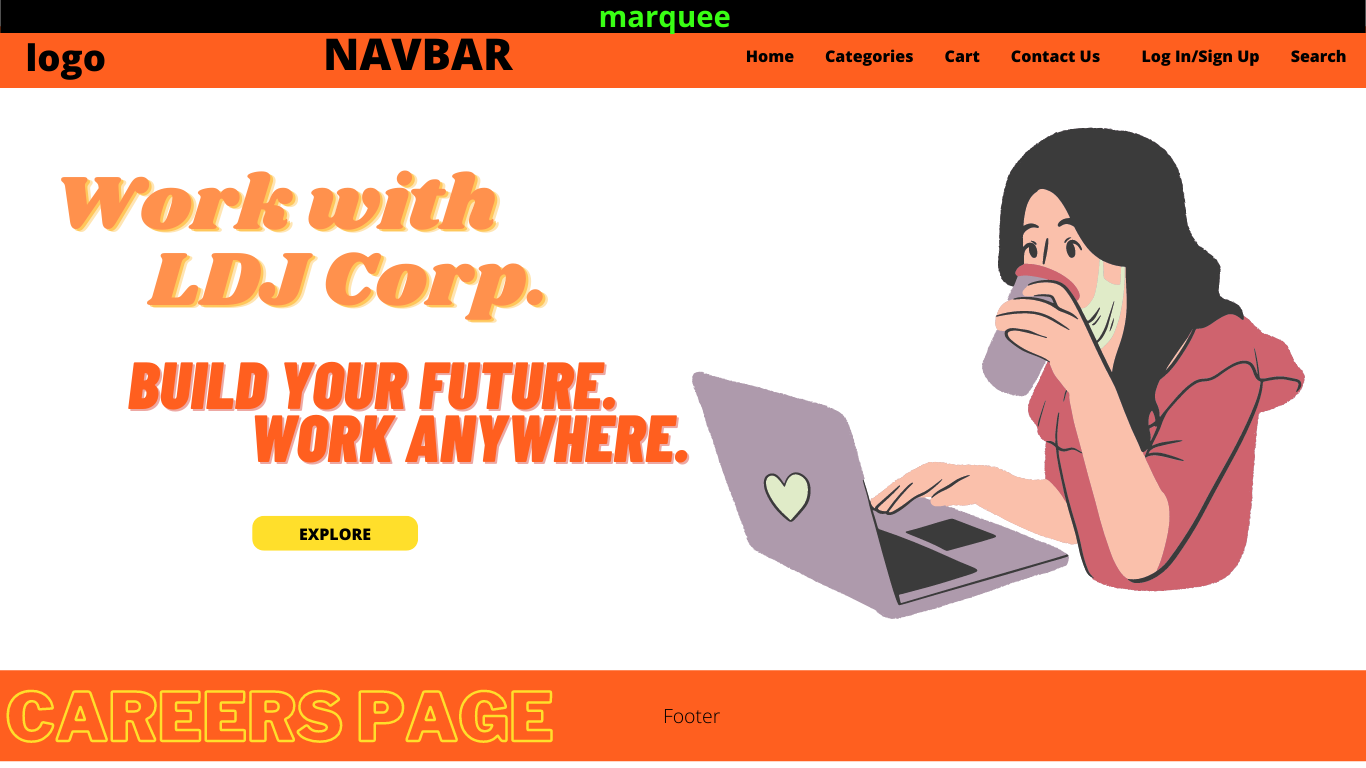 marquee
logo
NAVBAR
Home Categories Cart Contact Us Log In/Sign Up Search
Work with
LDJ Corp.
BUILD YOUR FUTURE.
WORK ANYWHERE.
EXPLORE
CAREERS PAGE
Footer